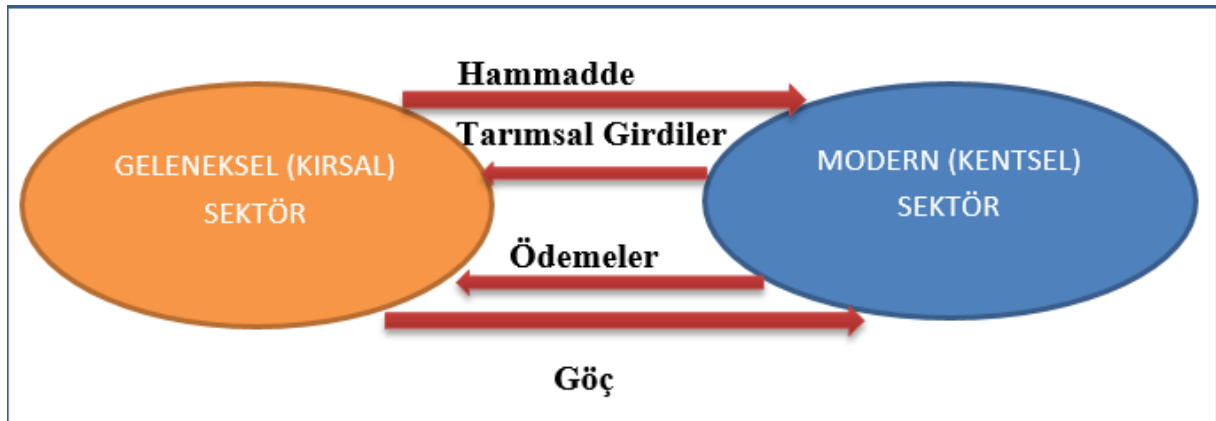 Hammadde
Tarımsal Girdiler
GELENEKSEL (KIRSAL)
SEKTÖR
MODERN (KENTSEL)
SEKTÖR
Ödemeler
Göç